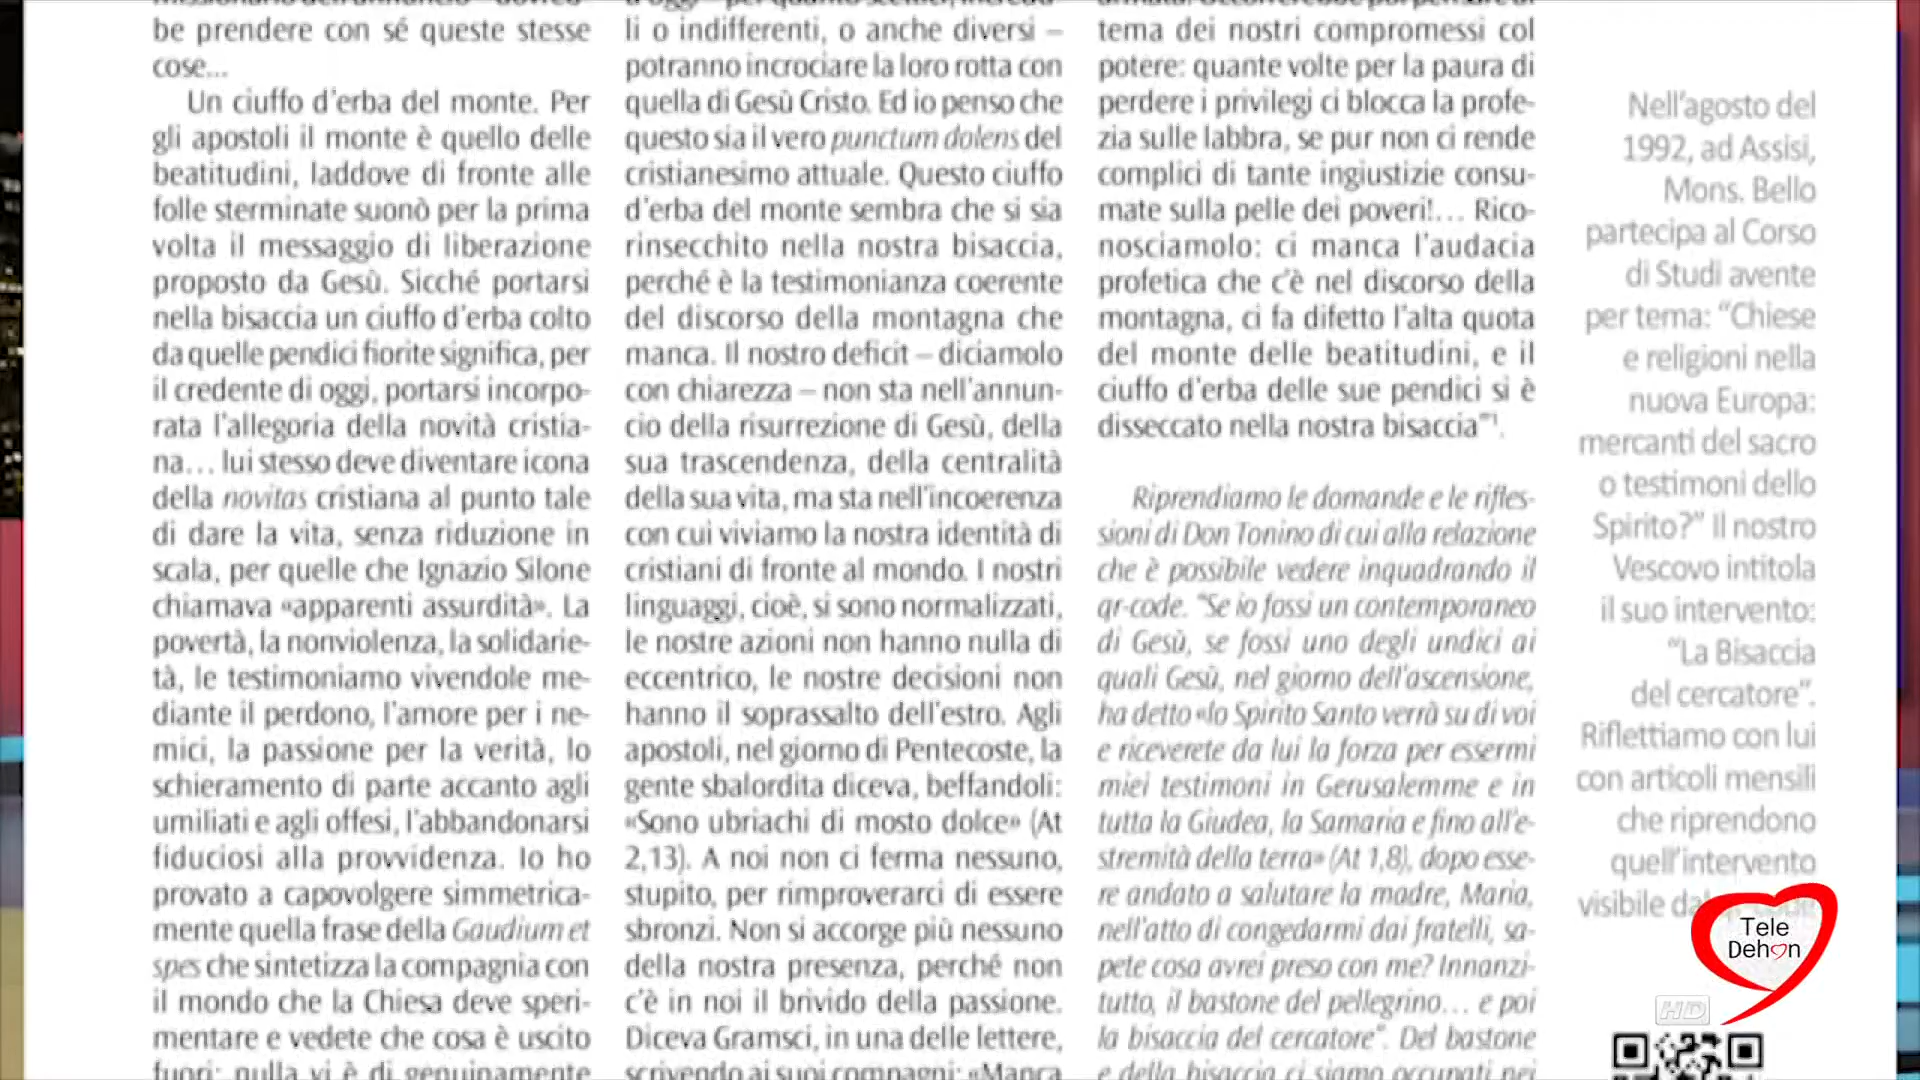 be prendere con sé queste stesse
cose...
Un ciuffo d'erba del monte. Per
gli apostoli il monte è quello delle
beatitudini, laddove di fronte alle
folle sterminate suonò per la prima
volta il messaggio di liberazione
proposto da Gesù. Sicché portarsi
nella bisaccia un ciuffo d'erba colto
da quelle pendici fiorite significa, per
il credente di oggi, portarsi incorpo-
rata l'allegoria della novità cristia-
na... lui stesso deve diventare icona
della novitas cristiana al punto tale
di dare la vita, senza riduzione in
scala, per quelle che Ignazio Silone
chiamava «apparenti assurdità». La
povertà, la nonviolenza, la solidarie-
tà, le testimoniamo vivendole me-
diante il perdono, l'amore per i ne-
mici, la passione per la verità, lo
schieramento di parte accanto agli
umiliati e agli offesi, l'abbandonarsi
fiduciosi alla provvidenza. Io ho
provato a capovolgere simmetrica-
mente quella frase della Gaudium et
spes che sintetizza la compagnia con
il mondo che la Chiesa deve speri-
mentare e vedete che cosa è uscito
fuori: nulla vi è di genuinamente
li o indifferenti, o anche diversi –
potranno incrociare la loro rotta con
quella di Gesù Cristo. Ed io penso che
questo sia il vero punctum dolens del
cristianesimo attuale. Questo ciuffo
d'erba del monte sembra che si sia
rinsecchito nella nostra bisaccia,
perché è la testimonianza coerente
del discorso della montagna che
manca. Il nostro deficit – diciamolo
con chiarezza – non sta nell'annun-
cio della risurrezione di Gesù, della
sua trascendenza, della centralità
della sua vita, ma sta nell'incoerenza
con cui viviamo la nostra identità di
cristiani di fronte al mondo. I nostri
linguaggi, cioè, si sono normalizzati,
le nostre azioni non hanno nulla di
eccentrico, le nostre decisioni non
hanno il soprassalto dell'estro. Agli
apostoli, nel giorno di Pentecoste, la
gente sbalordita diceva, beffandoli:
«Sono ubriachi di mosto dolce» (At
2,13). A noi non ci ferma nessuno,
stupito, per rimproverarci di essere
sbronzi. Non si accorge più nessuno
della nostra presenza, perché non
c'è in noi il brivido della passione.
Diceva Gramsci, in una delle lettere,
scrivendo ai suoi compagni: «Manca
tema dei nostri compromessi col
potere: quante volte per la paura di
perdere i privilegi ci blocca la profe-
zia sulle labbra, se pur non ci rende
complici di tante ingiustizie consu-
mate sulla pelle dei poveri!... Rico-
nosciamolo: ci manca l'audacia
profetica che c'è nel discorso della
montagna, ci fa difetto l'alta quota
del monte delle beatitudini, e il
ciuffo d'erba delle sue pendici si è
disseccato nella nostra bisaccia”¹.
Riprendiamo le domande e le rifles-
sioni di Don Tonino di cui alla relazione
che è possibile vedere inquadrando il
qr-code. “Se io fossi un contemporaneo
di Gesù, se fossi uno degli undici ai
quali Gesù, nel giorno dell'ascensione,
ha detto «lo Spirito Santo verrà su di voi
e riceverete da lui la forza per essermi
miei testimoni in Gerusalemme e in
tutta la Giudea, la Samaria e fino all'e-
stremità della terra» (At 1,8), dopo esse-
re andato a salutare la madre, Maria,
nell'atto di congedarmi dai fratelli, sa-
pete cosa avrei preso con me? Innanzi-
tutto, il bastone del pellegrino... e poi
la bisaccia del cercatore”. Del bastone
e della bisaccia ci siamo occupati nei
Nell'agosto del
1992, ad Assisi,
Mons. Bello
partecipa al Corso
di Studi avente
per tema: “Chiese
e religioni nella
nuova Europa:
mercanti del sacro
o testimoni dello
Spirito?” Il nostro
Vescovo intitola
il suo intervento:
“La Bisaccia
del cercatore”.
Riflettiamo con lui
con articoli mensili
che riprendono
quell'intervento
visibile
Tele
Dehon
HD